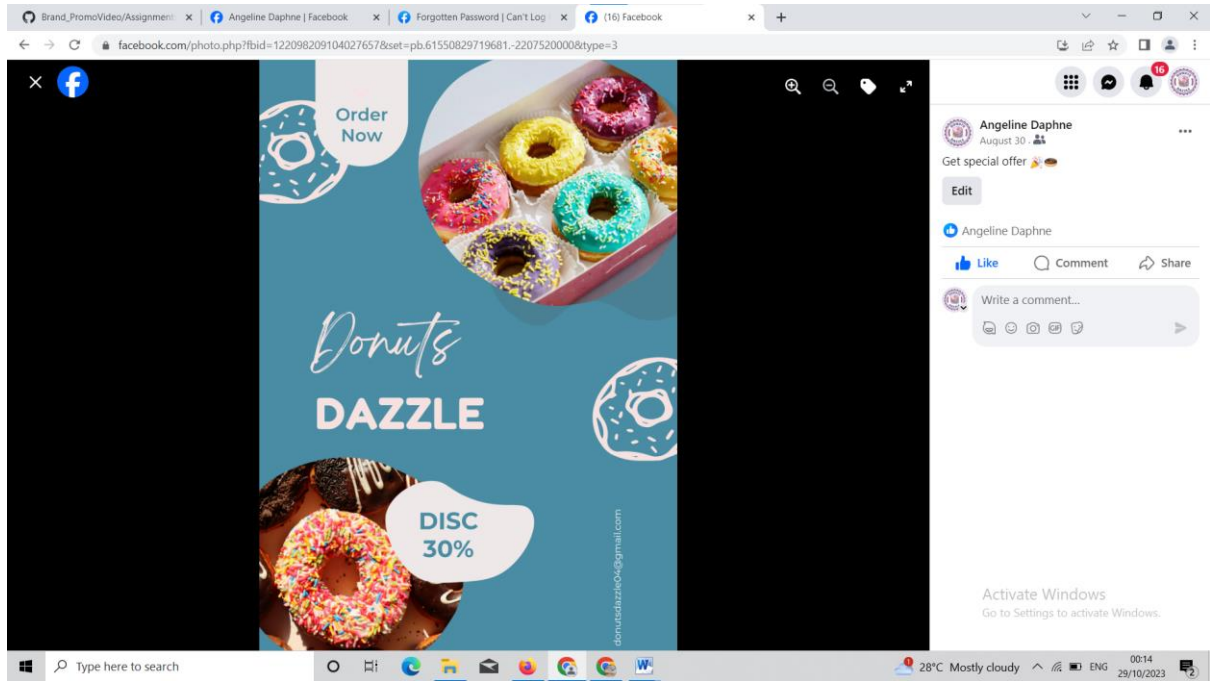 Brand_PromoVideo/Assignment
Angeline Daphne | Facebook
Forgotten Password | Can't Log
(16) Facebook
facebook.com/photo.php?fbid=122098209104027657&set=pb.61550829719681.-2207520000&type=3
Order
Now
Donuts
DAZZLE
DISC
30%
donutsdazzle04@gmail.com
16
Angeline Daphne
August 30
Get special offer
Edit
Angeline Daphne
Like Comment Share
Write a comment...
GIF
Activate Windows
Go to Settings to activate Windows.
Type here to search
28°C Mostly cloudy
ENG
00:14
29/10/2023
2